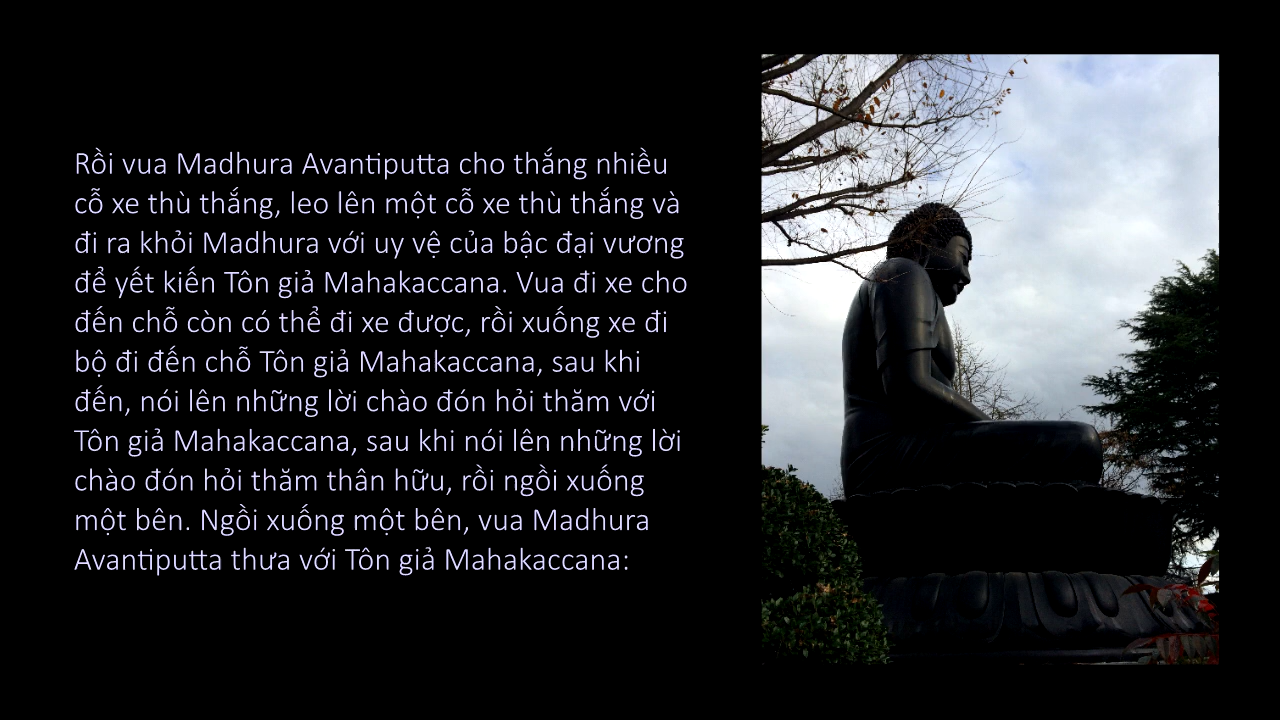 Rồi vua Madhura Avantiputta cho thắng nhiều
cỗ xe thù thắng, leo lên một cỗ xe thù thắng và
đi ra khỏi Madhura với uy vệ của bậc đại vương
để yết kiến Tôn giả Mahakaccana. Vua đi xe cho
đến chỗ còn có thể đi xe được, rồi xuống xe đi
bộ đi đến chỗ Tôn giả Mahakaccana, sau khi
đến, nói lên những lời chào đón hỏi thăm với
Tôn giả Mahakaccana, sau khi nói lên những lời
chào đón hỏi thăm thân hữu, rồi ngồi xuống
một bên. Ngồi xuống một bên, vua Madhura
Avantiputta thưa với Tôn giả Mahakaccana: